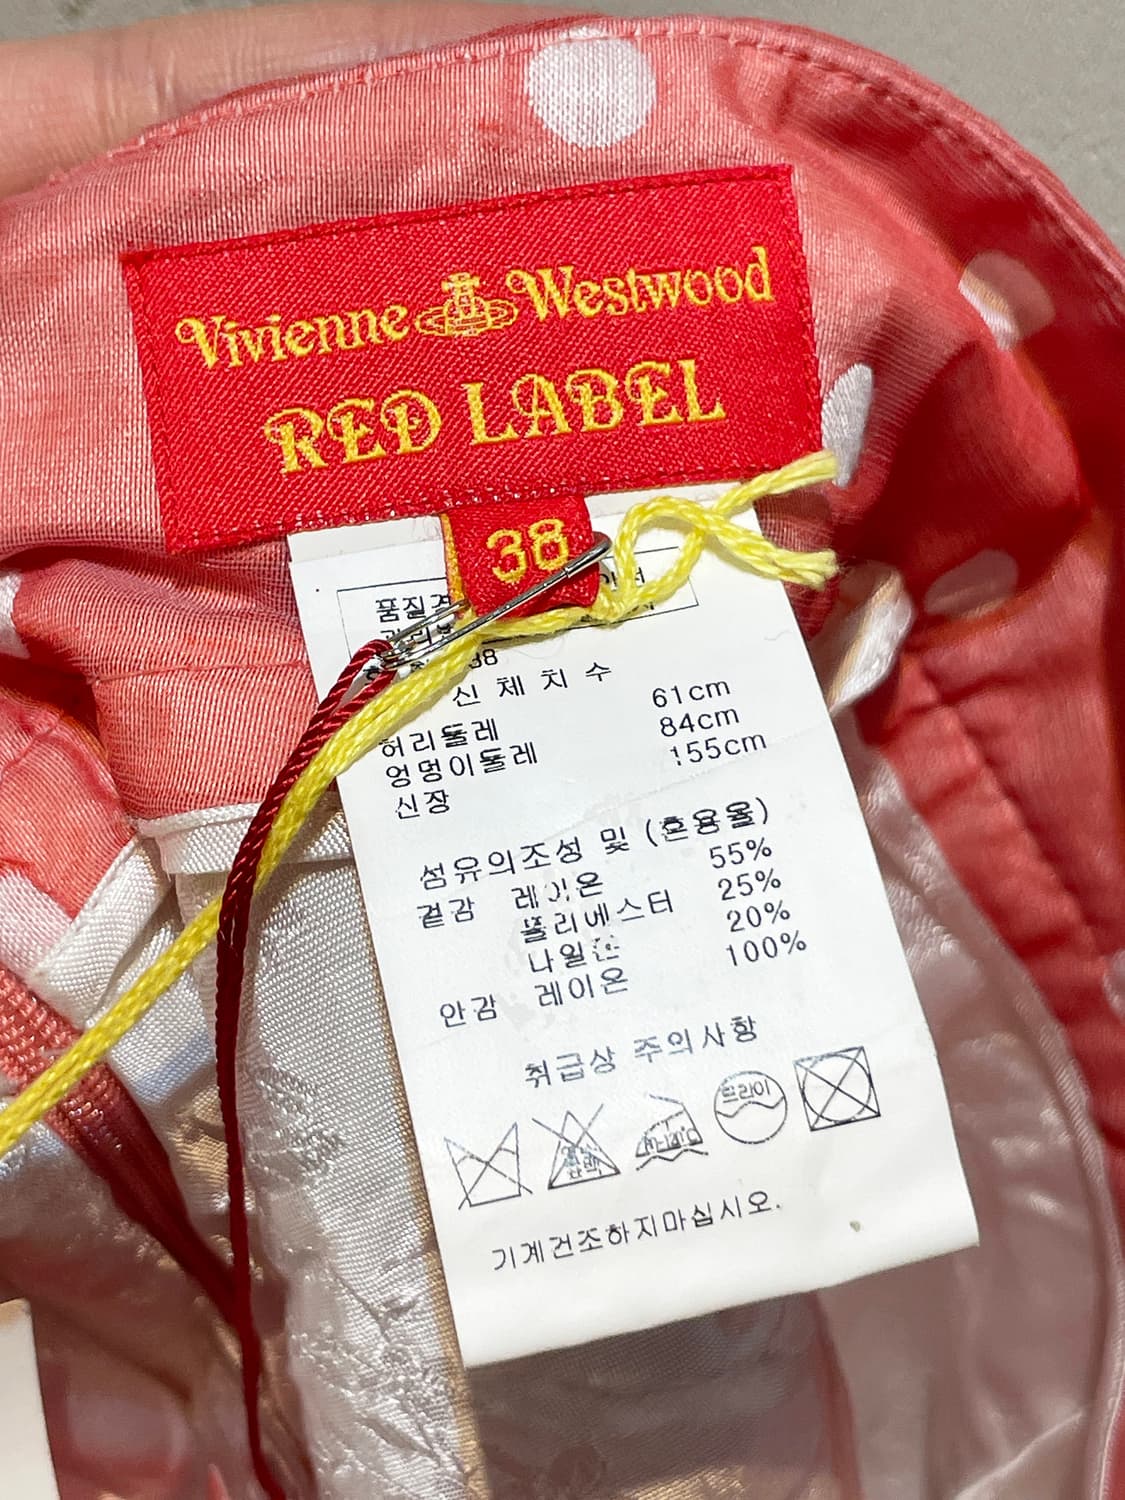 Vivienne Westwood
RED LABEL
38
품질
38
신체치수
허리둘레 61cm
엉덩이둘레 84cm
신장 155cm
섬유의조성 및 (혼용율)
겉감 레이온 55%
폴리에스터 25%
나일론 20%
안감 레이온 100%
취급상 주의사항
드라이
기계건조하지마십시오.